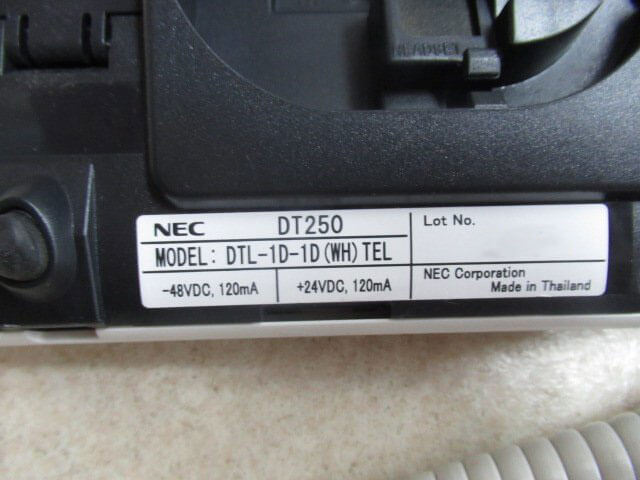 HEADSET
NEC DT250
MODEL: DTL-1D-1D(WH)TEL
-48VDC, 120mA +24VDC, 120mA
Lot No.
NEC Corporation
Made in Thailand